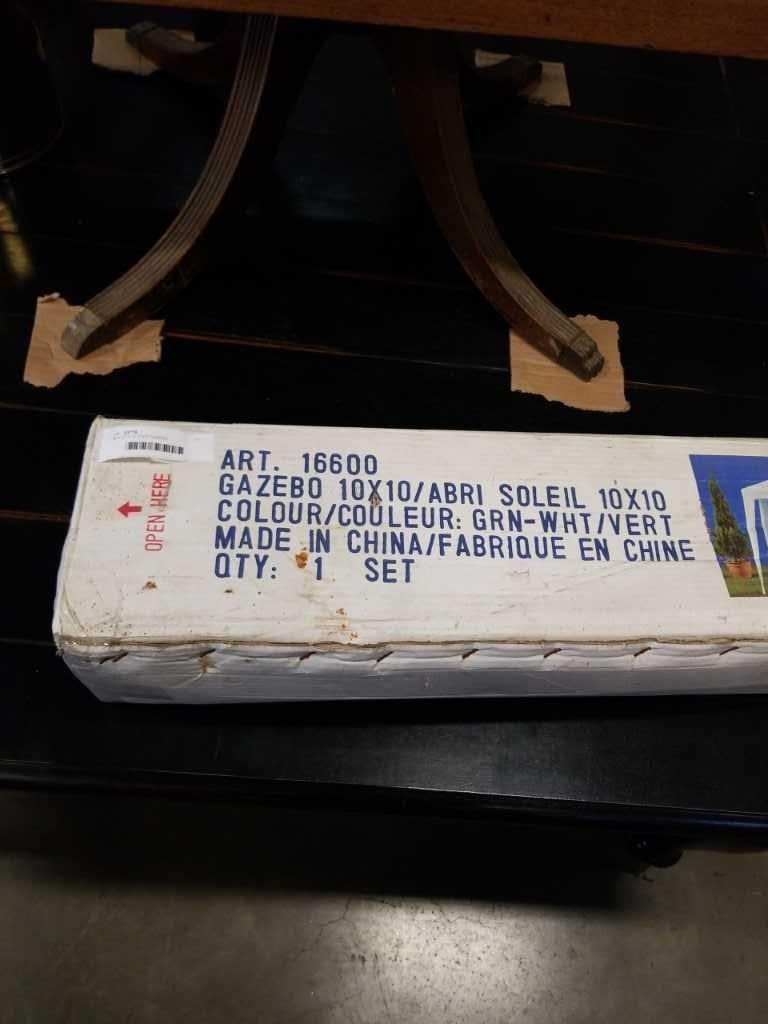 ART. 16600
GAZEBO 10X10/ABRI SOLEIL 10X10
COLOUR/COULEUR: GRN-WHT/VERT
MADE IN CHINA/FABRIQUE EN CHINE
QTY: 1 SET
OPEN HERE